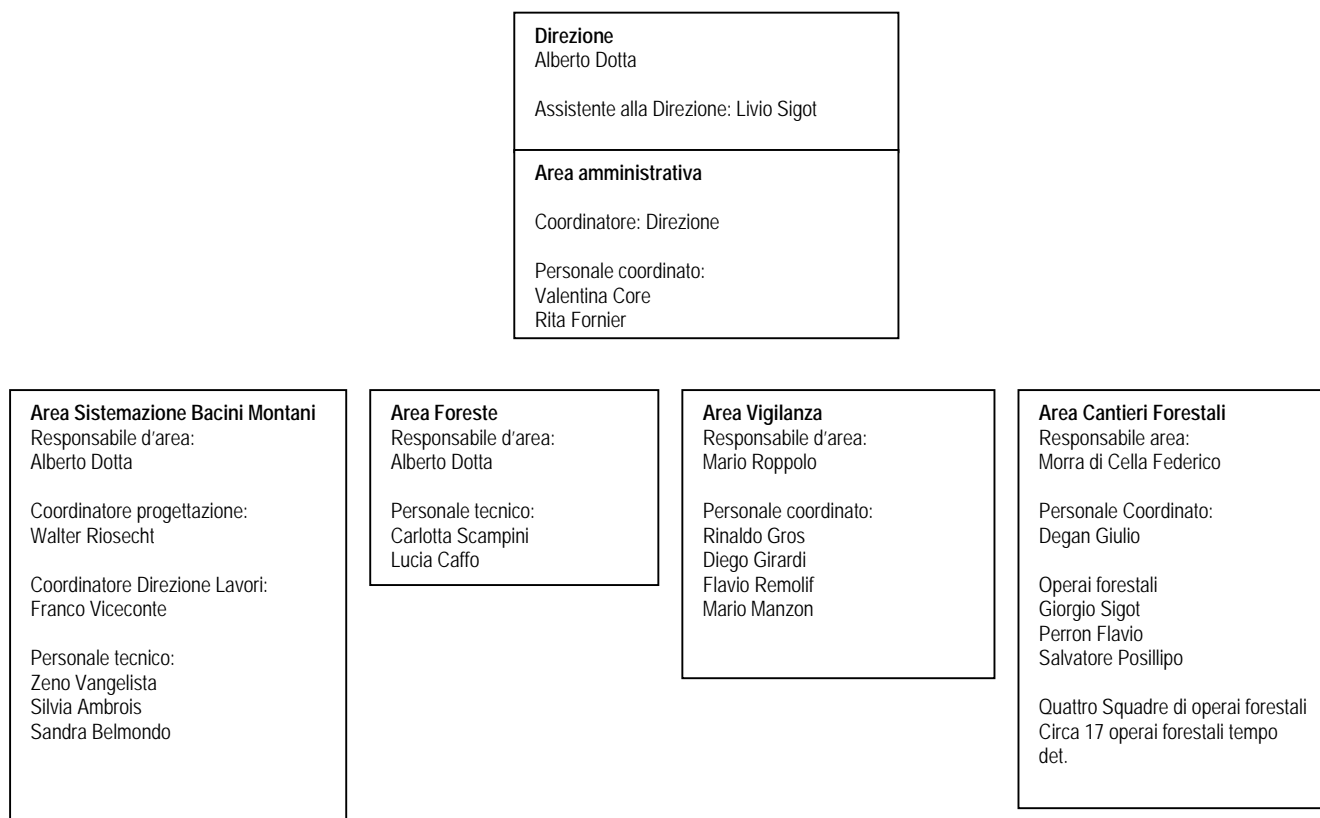 Direzione
Alberto Dotta
Assistente alla Direzione: Livio Sigot
Area amministrativa
Coordinatore: Direzione
Personale coordinato:
Valentina Core
Rita Fornier
Area Sistemazione Bacini Montani
Responsabile d'area:
Alberto Dotta
Coordinatore progettazione:
Walter Riosecht
Coordinatore Direzione Lavori:
Franco Viceconte
Personale tecnico:
Zeno Vangelista
Silvia Ambrois
Sandra Belmondo
Area Foreste
Responsabile d'area:
Alberto Dotta
Personale tecnico:
Carlotta Scampini
Lucia Caffo
Area Vigilanza
Responsabile d'area:
Mario Roppolo
Personale coordinato:
Rinaldo Gros
Diego Girardi
Flavio Remolif
Mario Manzon
Area Cantieri Forestali
Responsabile area:
Morra di Cella Federico
Personale Coordinato:
Degan Giulio
Operai forestali
Giorgio Sigot
Perron Flavio
Salvatore Posillipo
Quattro Squadre di operai forestali
Circa 17 operai forestali tempo
det.